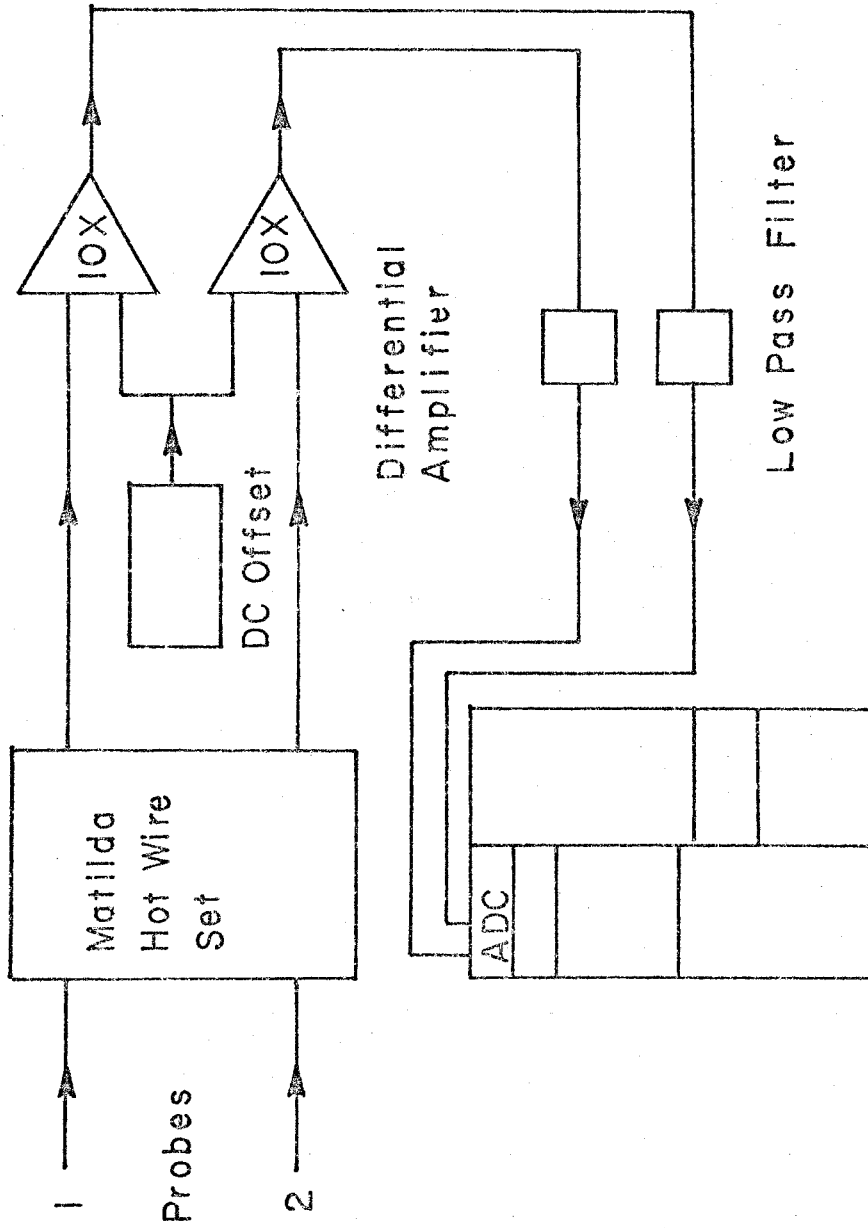 1
Probes
2
Matilda
Hot Wire
Set
DC Offset
10X
10X
Differential
Amplifier
Low Pass Filter
ADC